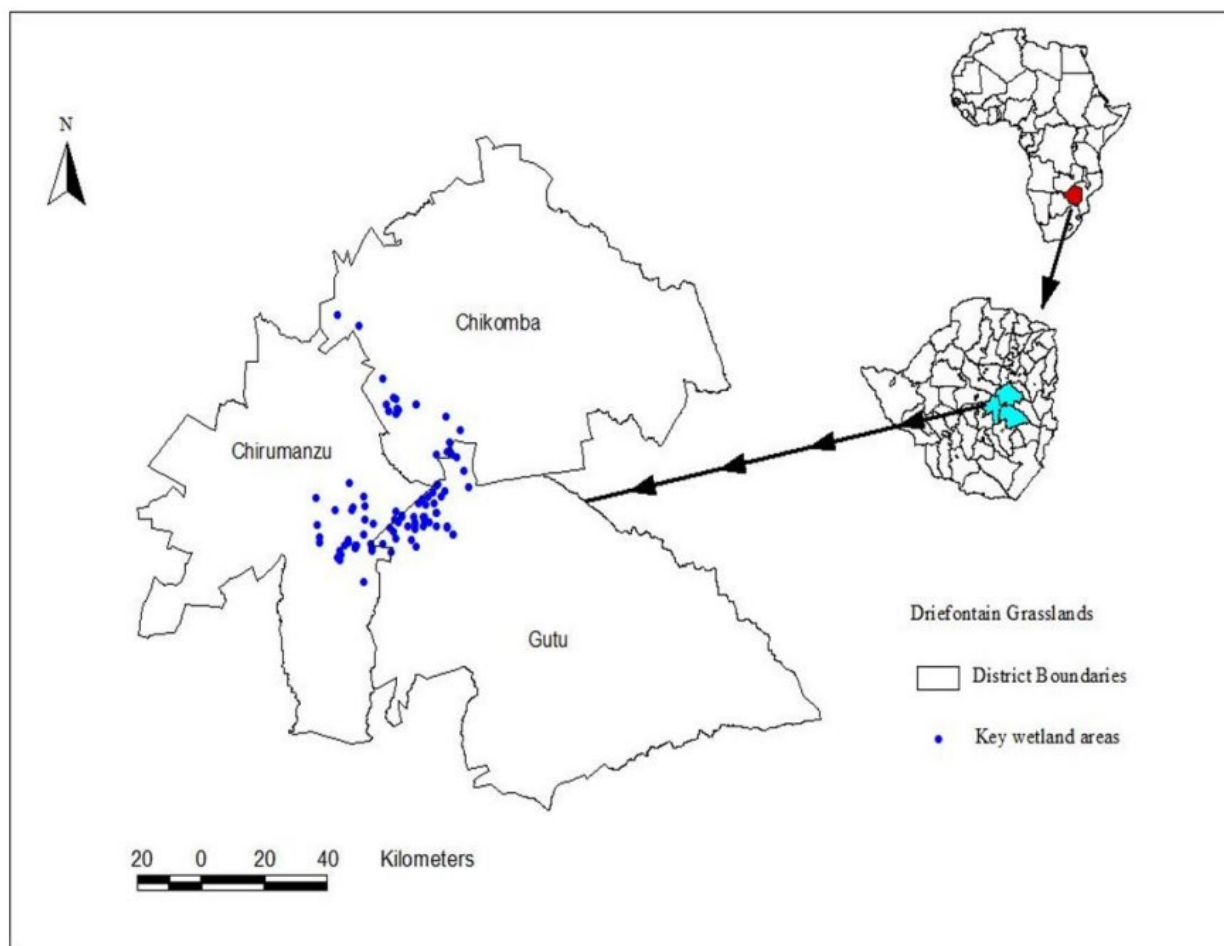 N
Chikomba
Chirumanzu
Gutu
Driefontain Grasslands
District Boundaries
Key wetland areas
20 0 20 40 Kilometers